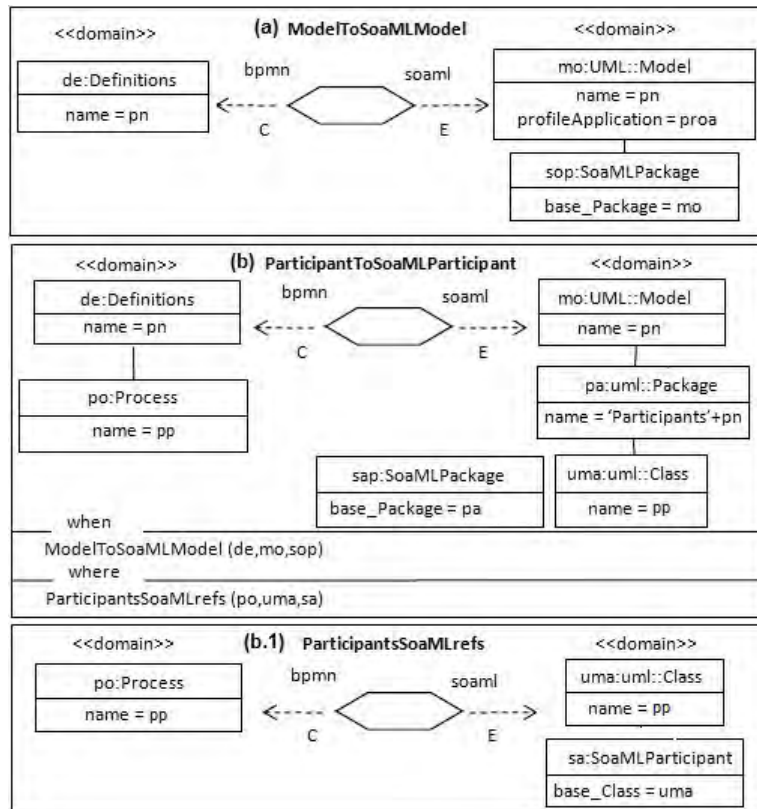 (a) ModelToSoaMLModel
<<domain>>
<<domain>>
de:Definitions
name = pn
bpmn
soaml
C
E
mo:UML::Model
name = pn
profileApplication = proa
sop:SoaMLPackage
base_Package = mo
(b) ParticipantToSoaMLParticipant
<<domain>>
<<domain>>
de:Definitions
name = pn
bpmn
soaml
C
E
mo:UML::Model
name = pn
po:Process
name = pp
pa:uml::Package
name = 'Participants'+pn
sap:SoaMLPackage
base_Package = pa
uma:uml::Class
name = pp
when
ModelToSoaMLModel (de,mo,sop)
where
ParticipantsSoaMLrefs (po,uma,sa)
(b.1) ParticipantsSoaMLrefs
<<domain>>
<<domain>>
po:Process
name = pp
bpmn
soaml
C
E
uma:uml::Class
name = pp
sa:SoaMLParticipant
base_Class = uma